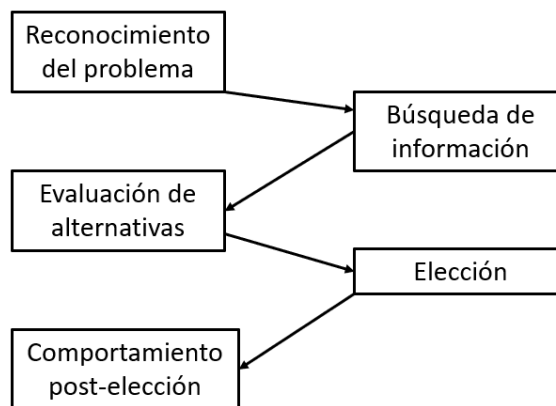 Reconocimiento
del problema
Búsqueda de
información
Evaluación de
alternativas
Elección
Comportamiento
post-elección